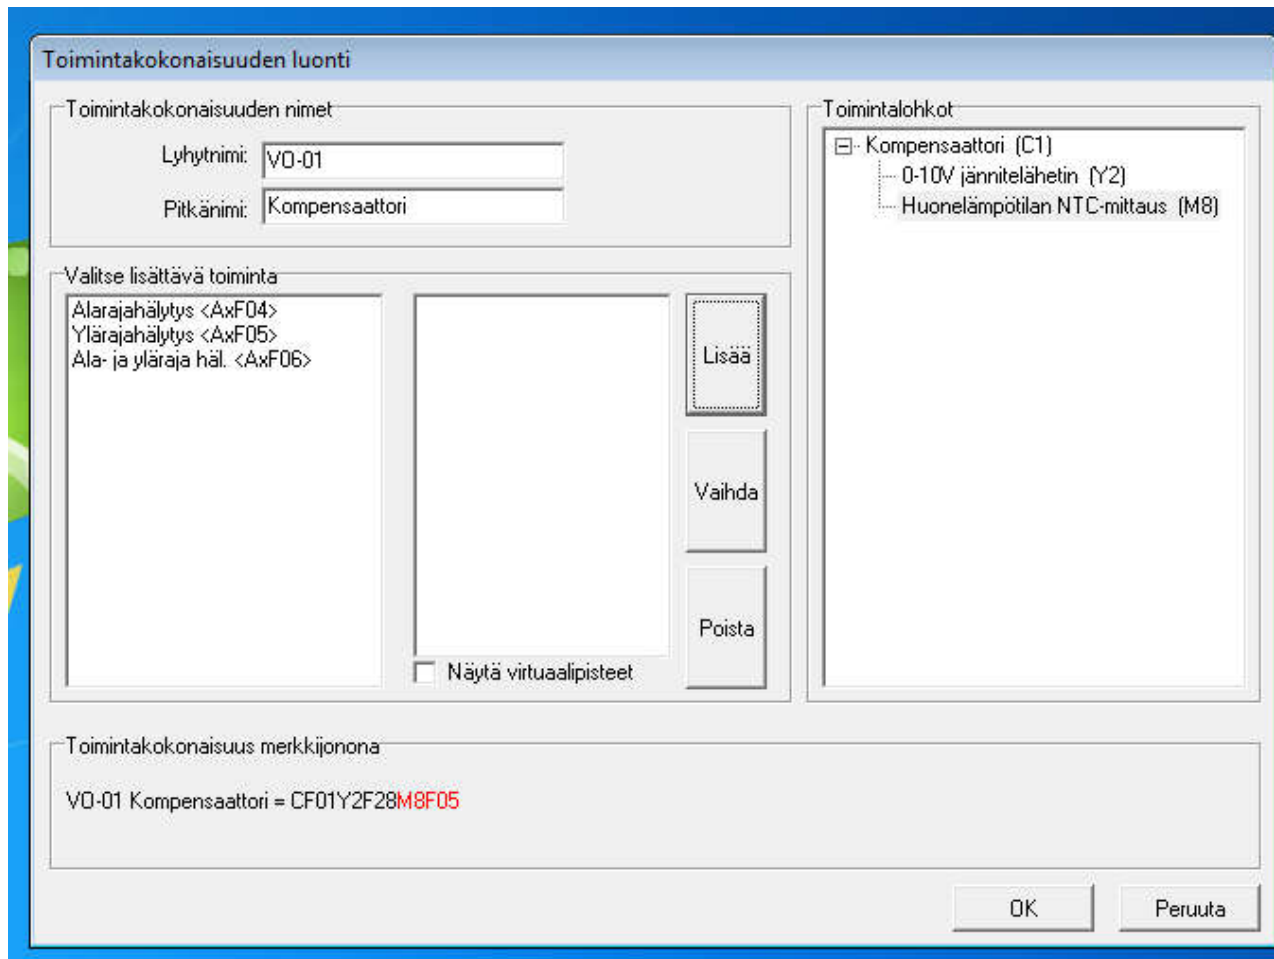 Toimintakokonaisuuden luonti
Toimintakokonaisuuden nimet
Lyhytnimi: VO-01
Pitkänimi: Kompensaattori
Valitse lisättävä toiminta
Alarajahälytys <AxF04>
Ylärajahälytys <AxF05>
Ala- ja yläraja häl. <AxF06>
Lisää
Vaihda
Poista
Näytä virtuaalipisteet
Toimintalohkot
Kompensaattori (C1)
0-10V jännitelähetin (Y2)
Huonelämpötilan NTC-mittaus (M8)
Toimintakokonaisuus merkkijonona
VO-01 Kompensaattori = CF01Y2F28M8F05
OK
Peruuta